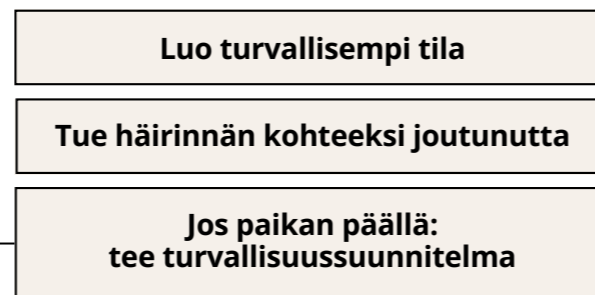 Luo turvallisempi tila
Tue häirinnän kohteeksi joutunutta
Jos paikan päällä:
tee turvallisuussuunnitelma